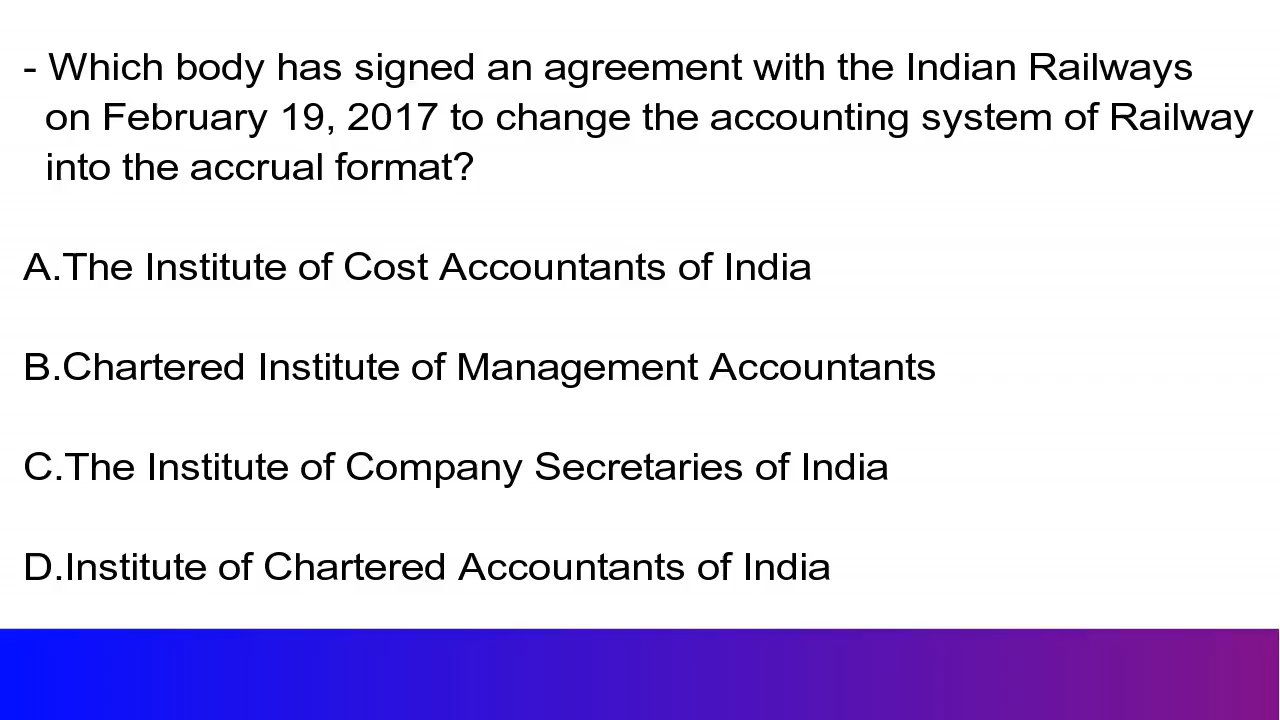 - Which body has signed an agreement with the Indian Railways
on February 19, 2017 to change the accounting system of Railway
into the accrual format?
A.The Institute of Cost Accountants of India
B.Chartered Institute of Management Accountants
C.The Institute of Company Secretaries of India
D.Institute of Chartered Accountants of India